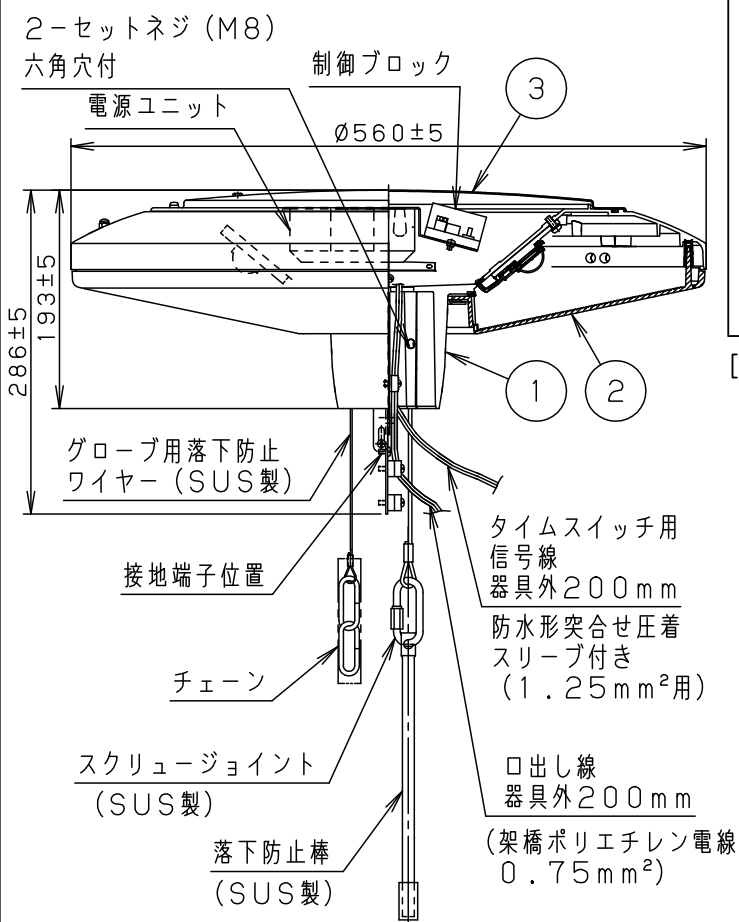 2-セットネジ(M8)
六角穴付
制御ブロック
電源ユニット
③
Ø560±5
286±5
193±5
①
②
[
グローブ用落下防止
ワイヤー(SUS製)
接地端子位置
タイムスイッチ用
信号線
器具外200mm
防水形突合せ圧着
スリーブ付き
(1.25mm²用)
チェーン
スクリュージョイント
(SUS製)
口出し線
器具外200mm
(架橋ポリエチレン電線
0.75mm²)
落下防止棒
(SUS製)